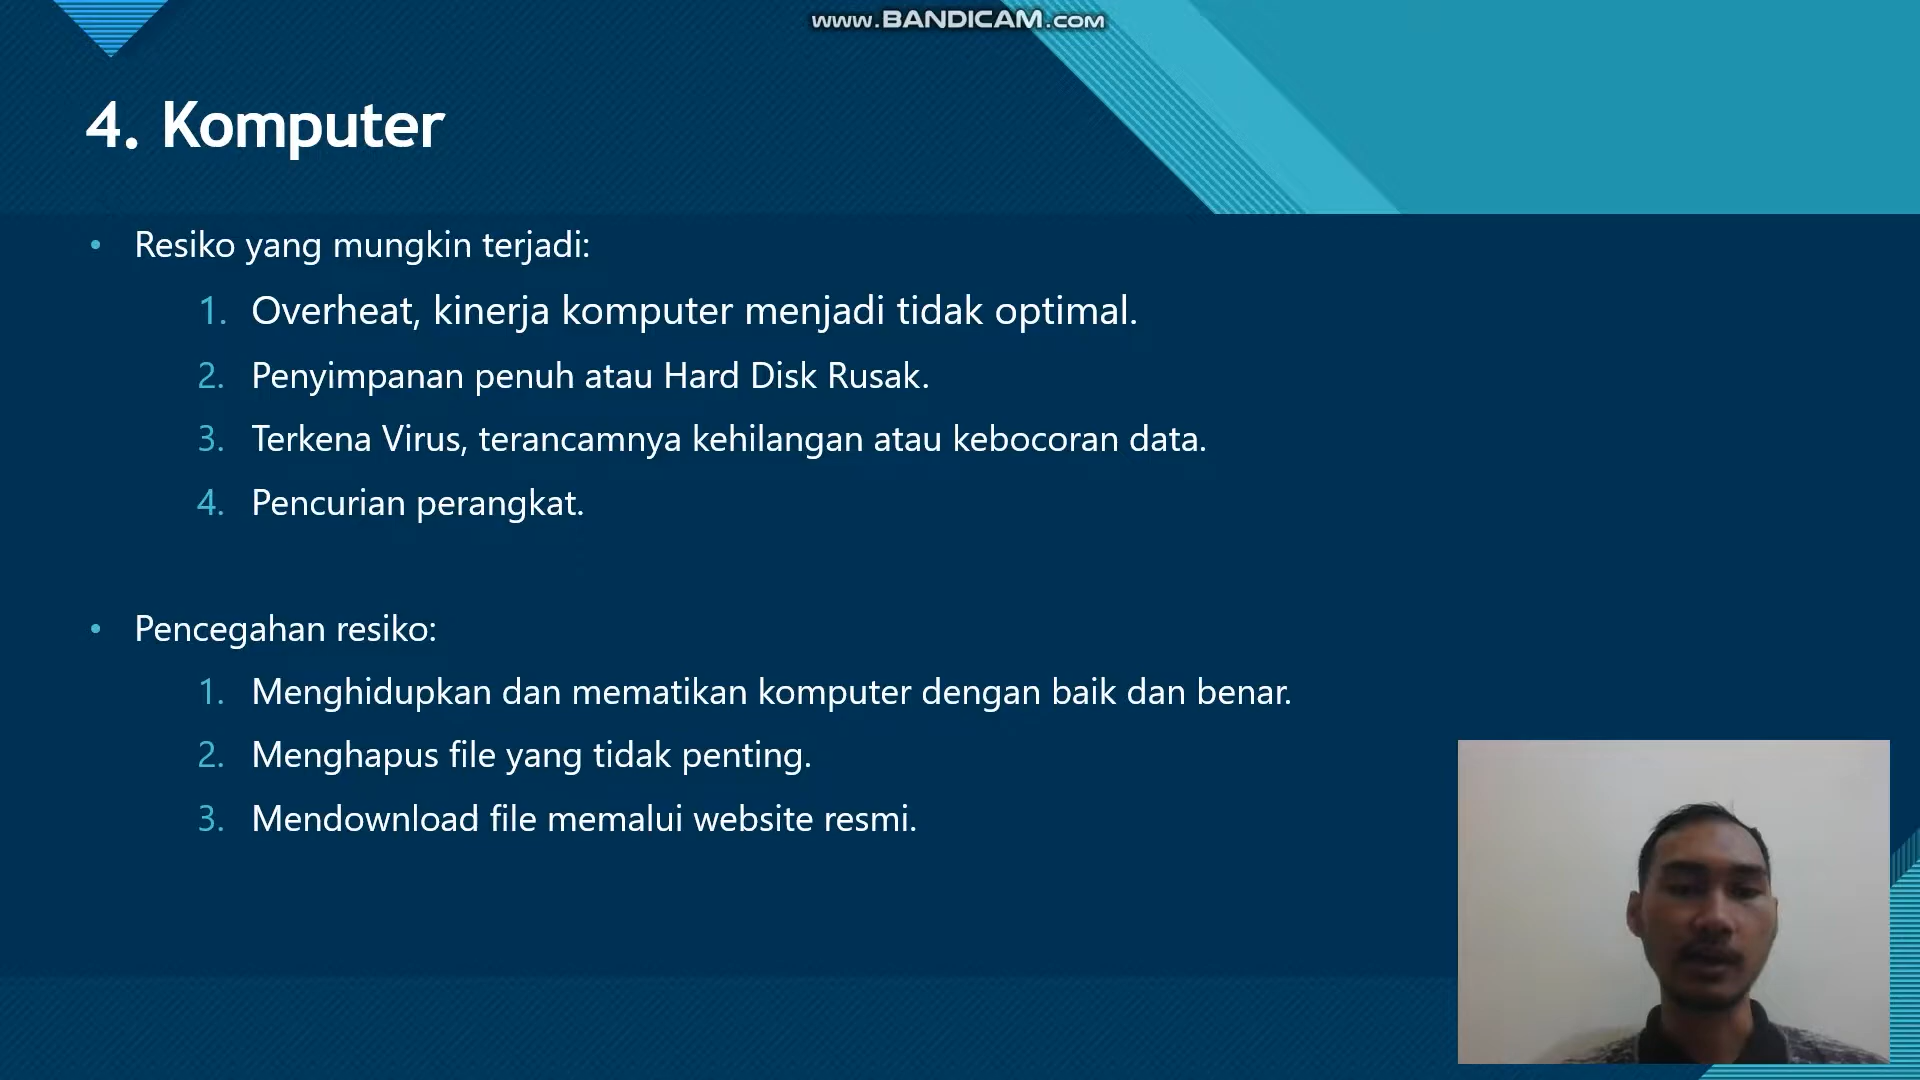 www.BANDICAM.com
4. Komputer
• Resiko yang mungkin terjadi:
1. Overheat, kinerja komputer menjadi tidak optimal.
2. Penyimpanan penuh atau Hard Disk Rusak.
3. Terkena Virus, terancamnya kehilangan atau kebocoran data.
4. Pencurian perangkat.
• Pencegahan resiko:
1. Menghidupkan dan mematikan komputer dengan baik dan benar.
2. Menghapus file yang tidak penting.
3. Mendownload file memalui website resmi.